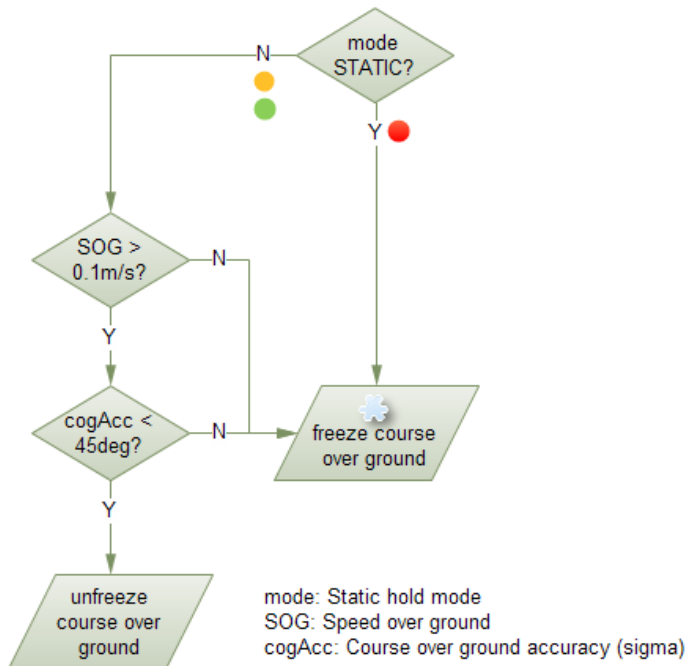 mode
STATIC?
N
Y
SOG >
0.1m/s?
N
Y
cogAcc <
45deg?
N
freeze course
over ground
Y
unfreeze
course over
ground
mode: Static hold mode
SOG: Speed over ground
cogAcc: Course over ground accuracy (sigma)